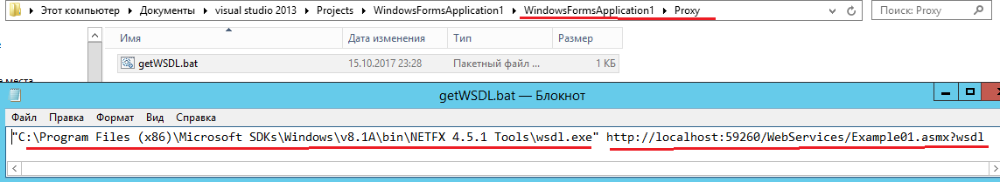 Этот компьютер ▸ Документы ▸ visual studio 2013 ▸ Projects ▸ WindowsFormsApplication1 ▸ WindowsFormsApplication1 ▸ Proxy
Поиск: Proxy
Имя Дата изменения Тип Размер
getWSDL.bat 15.10.2017 23:28 Пакетный файл ... 1 КБ
места
getWSDL.bat — Блокнот
Файл Правка Формат Вид Справка
"C:\Program Files (x86)\Microsoft SDKs\Windows\v8.1A\bin\NETFX 4.5.1 Tools\wsdl.exe" http://localhost:59260/WebServices/Example01.asmx?wsdl